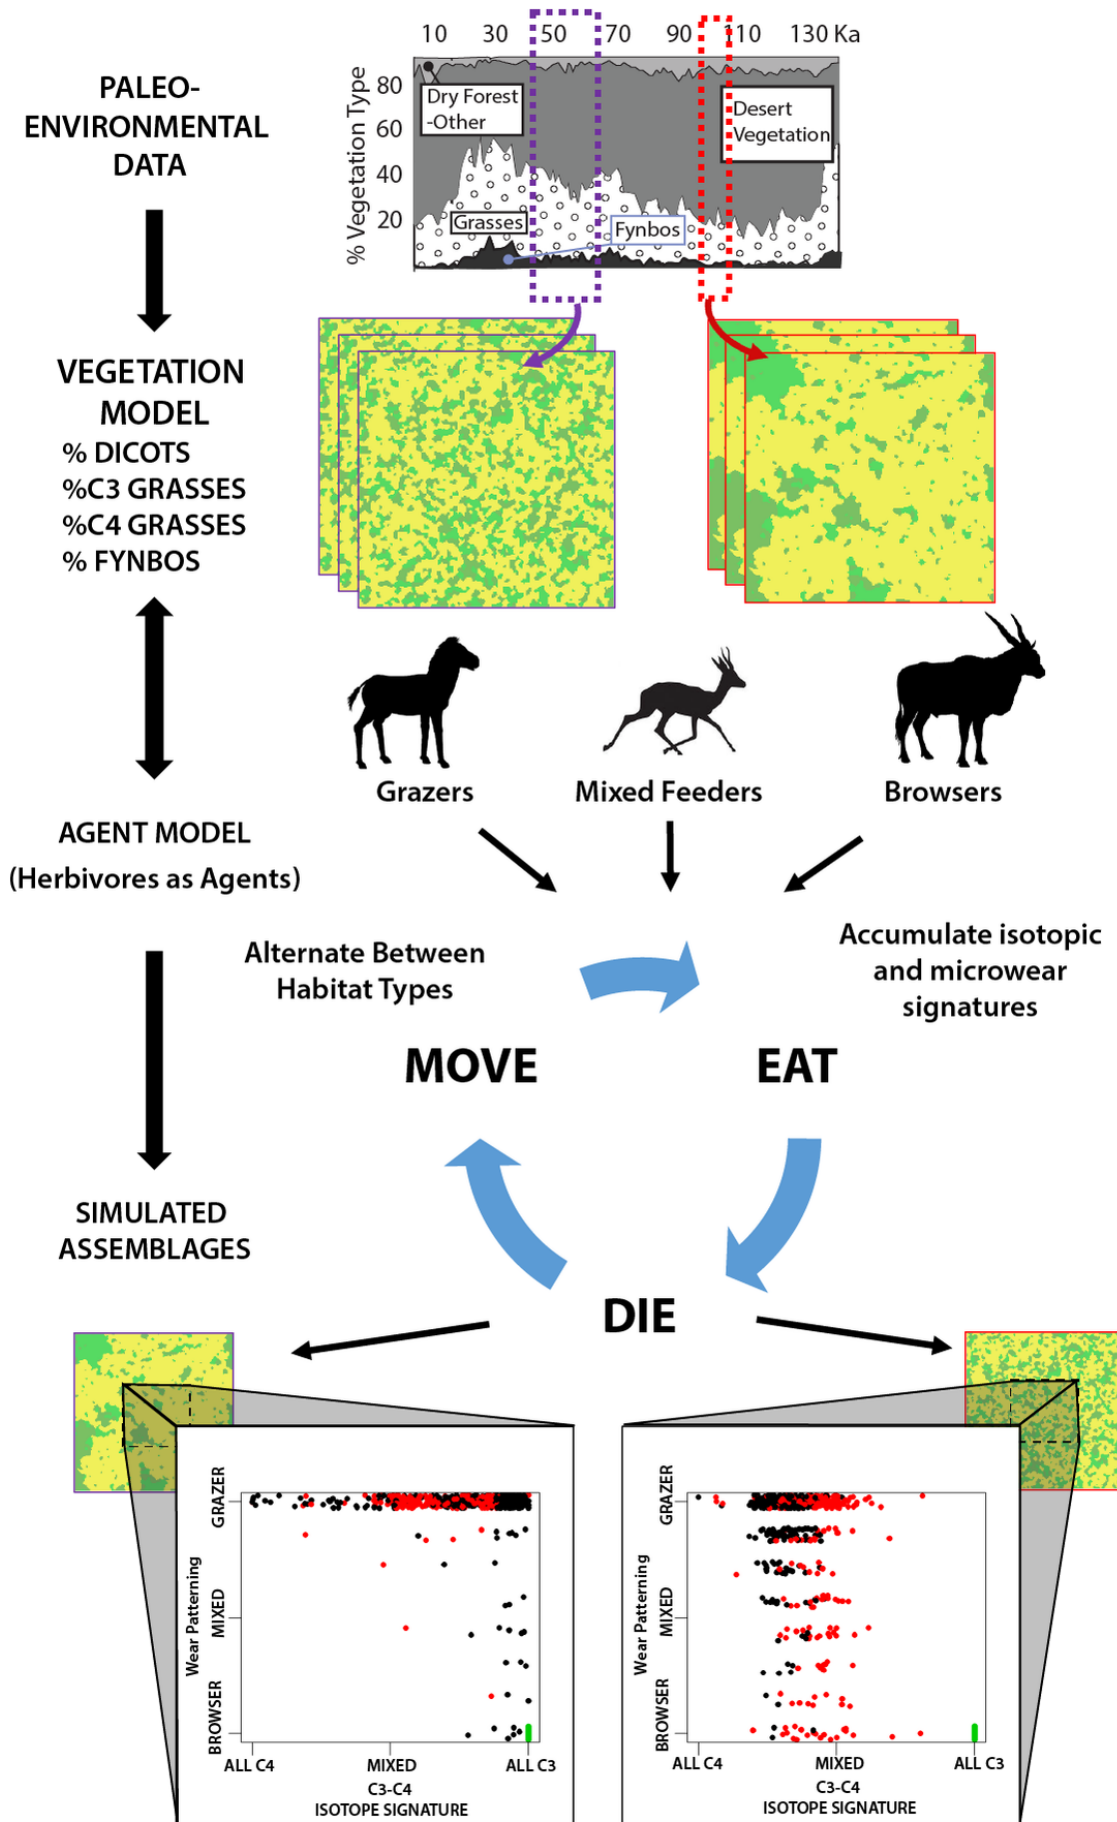 10 30 50 70 90 110 130 Ka
PALEO-
ENVIRONMENTAL
DATA
% Vegetation Type
80
60
40
20
Dry Forest
-Other
Desert
Vegetation
Grasses
Fynbos
VEGETATION
MODEL
% DICOTS
%C3 GRASSES
%C4 GRASSES
% FYNBOS
Grazers
Mixed Feeders
Browsers
AGENT MODEL
(Herbivores as Agents)
Alternate Between
Habitat Types
Accumulate isotopic
and microwear
signatures
MOVE
EAT
SIMULATED
ASSEMBLAGES
DIE
Wear Patterning
GRAZER
MIXED
BROWSER
ALL C4
MIXED
ALL C3
C3-C4
ISOTOPE SIGNATURE
Wear Patterning
GRAZER
MIXED
BROWSER
ALL C4
MIXED
ALL C3
C3-C4
ISOTOPE SIGNATURE